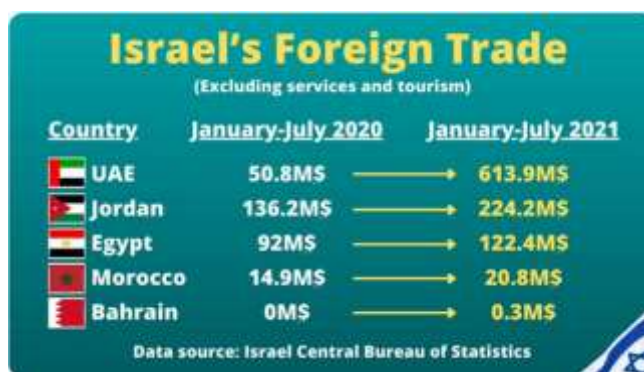 Israel's Foreign Trade
(Excluding services and tourism)
Country January-July 2020 January-July 2021
UAE 50.8M$ 613.9M$
Jordan 136.2M$ 224.2M$
Egypt 92M$ 122.4M$
Morocco 14.9M$ 20.8M$
Bahrain 0M$ 0.3M$
Data source: Israel Central Bureau of Statistics